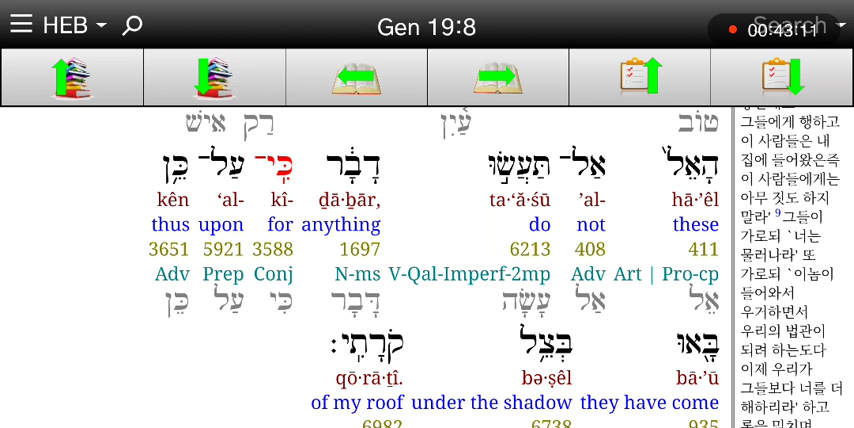 HEB
Gen 19:8
Search
00:43:11
טוֹב עַ֫יִן רַק אִישׁ
הָאֵל֙ אַל־ תַּעֲשׂ֣וּ דָבָ֔ר כִּֽי־ עַל־ כֵּ֥ן
kên ‘al- kî- ḏā·ḇār, ta·‘ă·śū ’al- hā·’êl
thus upon for anything do not these
3651 5921 3588 1697 6213 408 411
Adv Prep Conj N-ms V-Qal-Imperf-2mp Adv Art | Pro-cp
אֵל אַל עָשָׂה דָּבָר כִּי עַל כֵּן
בָּ֖אוּ בְּצֵ֥ל קֹרָתִֽי׃
qō·rā·ṯî. bə·ṣêl bā·’ū
of my roof under the shadow they have come
6982 6738 935
그들에게 행하고
이 사람들은 내
집에 들어왔은즉
이 사람들에게는
아무 짓도 하지
말라' 9 그들이
가로되 `너는
물러나라' 또
가로되 `이놈이
들어와서
우거하면서
우리의 법관이
되려 하는도다
이제 우리가
그들보다 너를 더
해하리라' 하고
롯을 밀치며